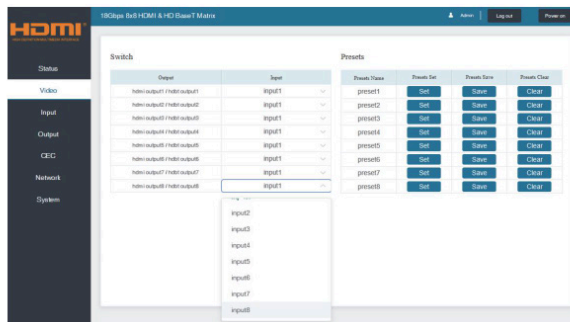 18Gbps 8x8 HDMI & HD BaseT Matrix
Admin
Log out
Power on
HDMI
Status
Video
Input
Output
CEC
Network
System
Switch
Output Input
hdmi output1 / hdbt output1 input1
hdmi output2 / hdbt output2 input1
hdmi output3 / hdbt output3 input1
hdmi output4 / hdbt output4 input1
hdmi output5 / hdbt output5 input1
hdmi output6 / hdbt output6 input1
hdmi output7 / hdbt output7 input1
hdmi output8 / hdbt output8 input1
input2
input3
input4
input5
input6
input7
input8
Presets
Presets Name Presets Set Presets Save Presets Clear
preset1 Set Save Clear
preset2 Set Save Clear
preset3 Set Save Clear
preset4 Set Save Clear
preset5 Set Save Clear
preset6 Set Save Clear
preset7 Set Save Clear
preset8 Set Save Clear